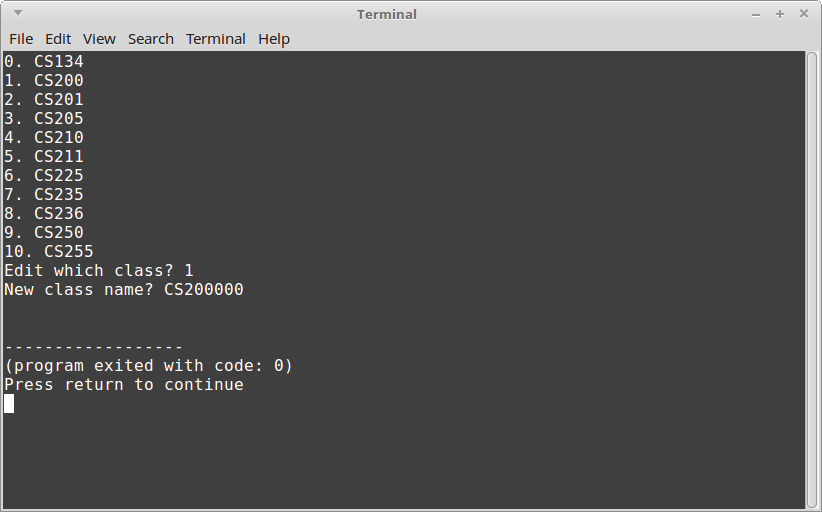 Terminal
File Edit View Search Terminal Help
0. CS134
1. CS200
2. CS201
3. CS205
4. CS210
5. CS211
6. CS225
7. CS235
8. CS236
9. CS250
10. CS255
Edit which class? 1
New class name? CS200000
------------------
(program exited with code: 0)
Press return to continue